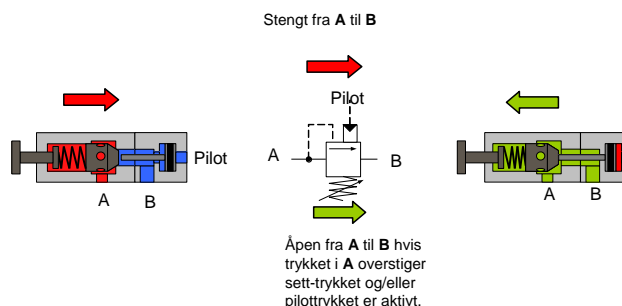 Stengt fra A til B
Pilot
A
B
Pilot
A
B
A
B
Åpen fra A til B hvis
trykket i A overstiger
sett-trykket og/eller
pilottrykket er aktivt.